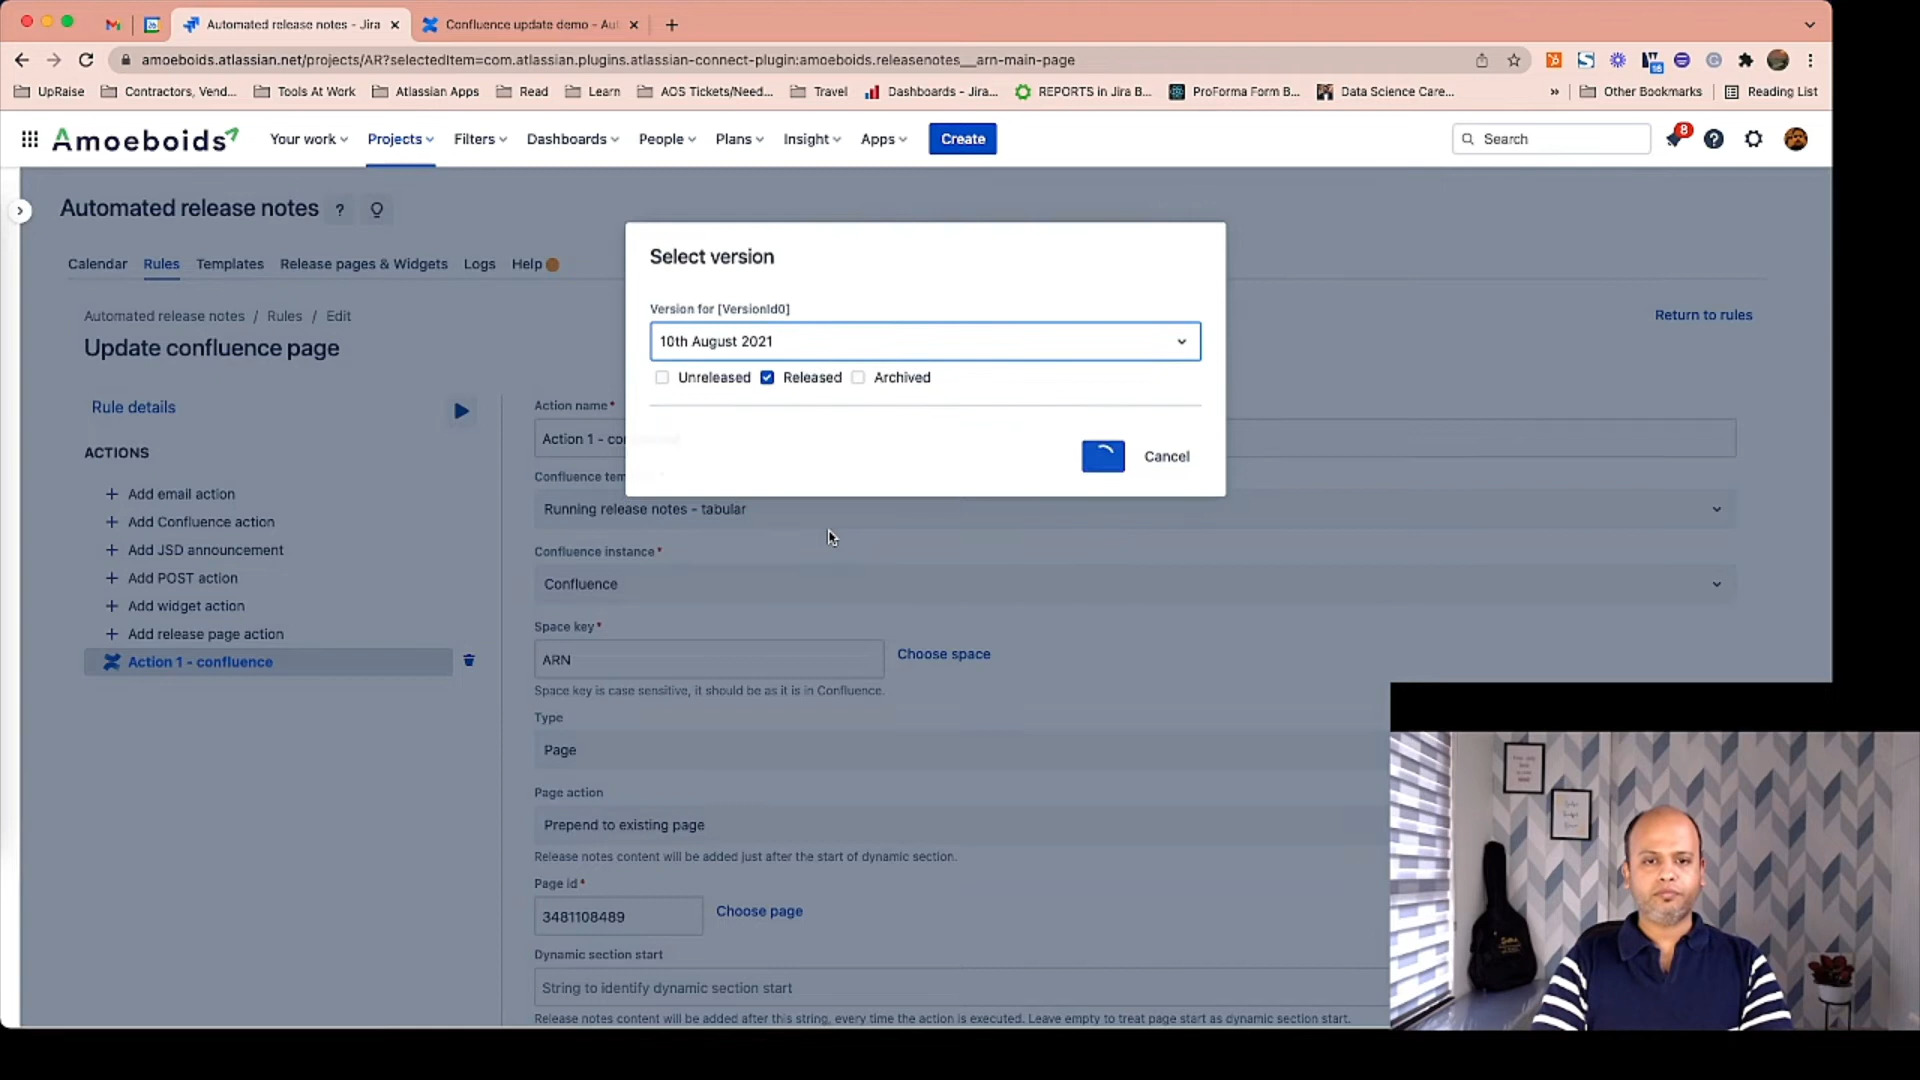 Automated release notes - Jira
Confluence update demo - Aut
amoeboids.atlassian.net/projects/AR?selectedItem=com.atlassian.plugins.atlassian-connect-plugin:amoeboids.releasenotes__arn-main-page
UpRaise
Contractors, Vend...
Tools At Work
Atlassian Apps
Read
Learn
AOS Tickets/Need...
Travel
Dashboards - Jira...
REPORTS in Jira B...
ProForma Form B...
Data Science Care...
»
Other Bookmarks
Reading List
Amoeboids
Your work
Projects
Filters
Dashboards
People
Plans
Insight
Apps
Create
Search
8
Automated release notes
?
Calendar
Rules
Templates
Release pages & Widgets
Logs
Help
Automated release notes / Rules / Edit
Return to rules
Update confluence page
Rule details
ACTIONS
+ Add email action
+ Add Confluence action
+ Add JSD announcement
+ Add POST action
+ Add widget action
+ Add release page action
Action 1 - confluence
Select version
Version for [VersionId0]
10th August 2021
Unreleased
Released
Archived
Cancel
Action name*
Action 1 - co
Confluence tem
Running release notes - tabular
Confluence instance*
Confluence
Space key*
ARN
Choose space
Space key is case sensitive, it should be as it is in Confluence.
Type
Page
Page action
Prepend to existing page
Release notes content will be added just after the start of dynamic section.
Page id*
3481108489
Choose page
Dynamic section start
String to identify dynamic section start
Release notes content will be added after this string, every time the action is executed. Leave empty to treat page start as dynamic section start.